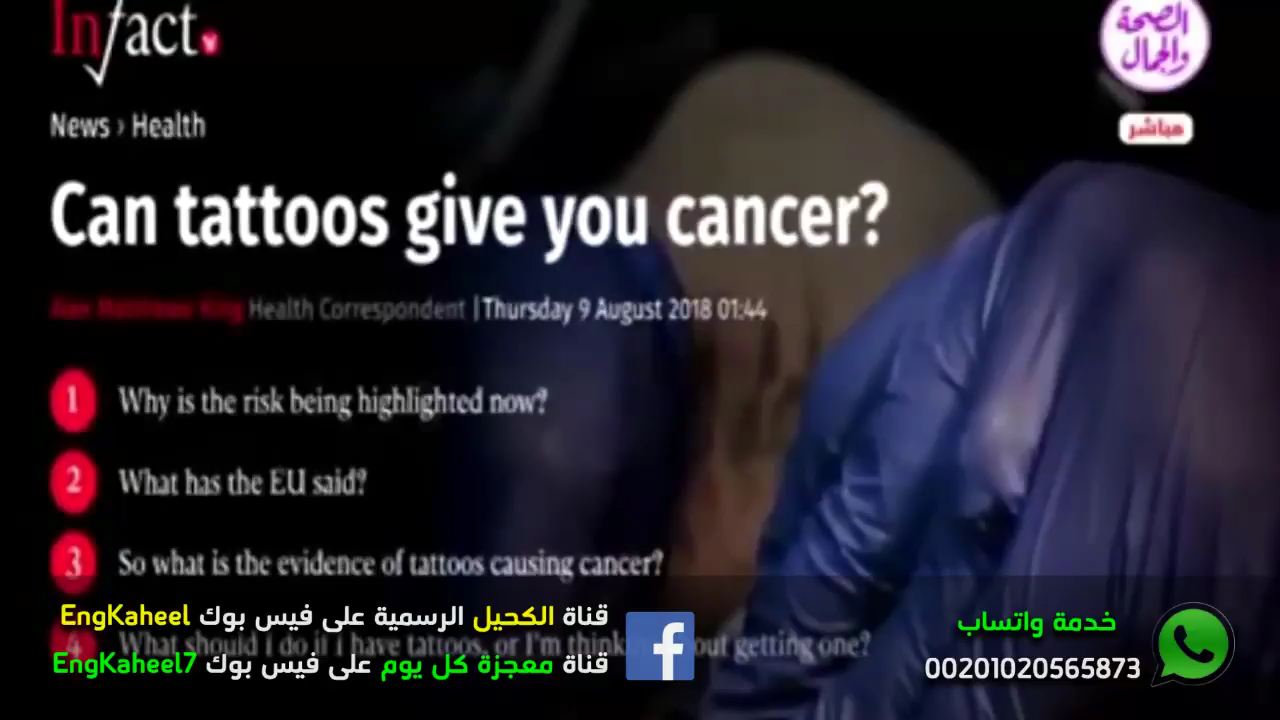 Infact.
الصحة
والجمال
مباشر
News › Health
Can tattoos give you cancer?
Alex Matthews-King Health Correspondent | Thursday 9 August 2018 01:44
1 Why is the risk being highlighted now?
2 What has the EU said?
3 So what is the evidence of tattoos causing cancer?
4 What should I do if I have tattoos, or I'm think out getting one?
قناة الكحيل الرسمية على فيس بوك EngKaheel
قناة معجزة كل يوم على فيس بوك EngKaheel7
خدمة واتساب
00201020565873